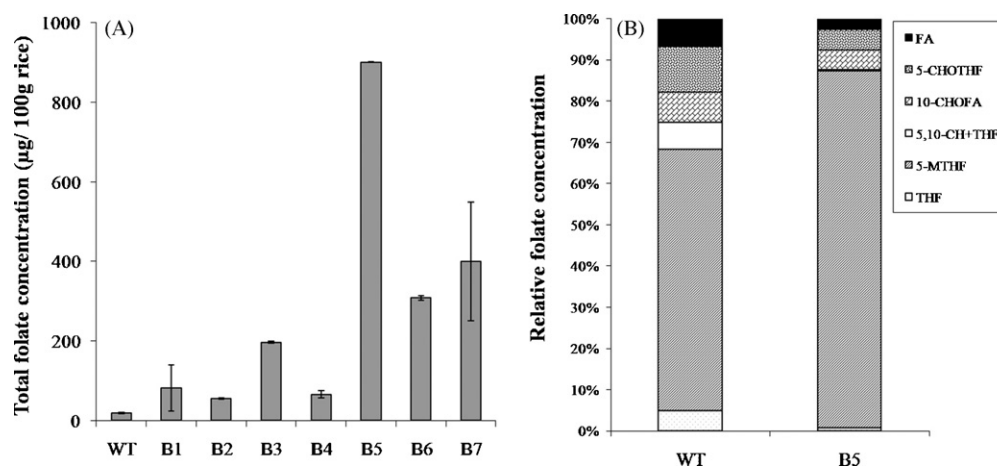 (A)
Total folate concentration (µg/ 100g rice)
1000
800
600
400
200
0
WT B1 B2 B3 B4 B5 B6 B7
(B)
Relative folate concentration
100%
90%
80%
70%
60%
50%
40%
30%
20%
10%
0%
WT B5
FA
5-CHOTHF
10-CHOFA
5,10-CH+THF
5-MTHF
THF